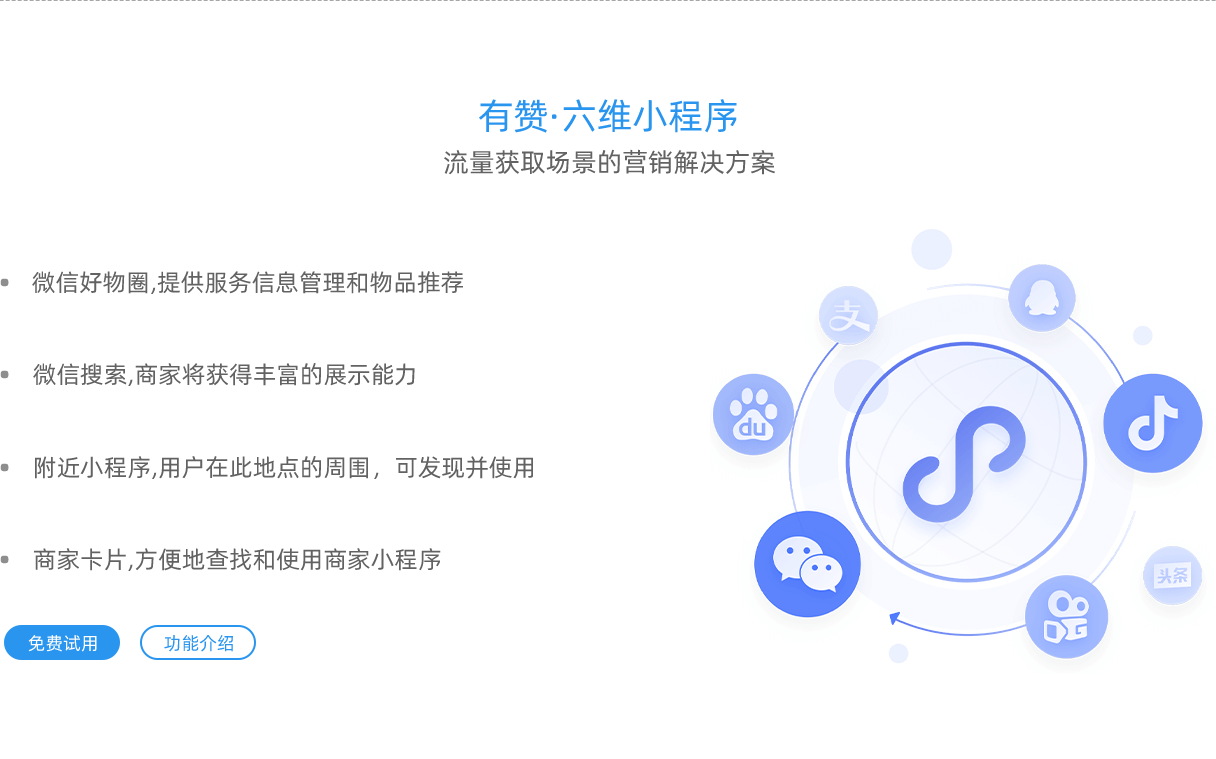 有赞·六维小程序
流量获取场景的营销解决方案
微信好物圈,提供服务信息管理和物品推荐
微信搜索,商家将获得丰富的展示能力
附近小程序,用户在此地点的周围，可发现并使用
商家卡片,方便地查找和使用商家小程序
免费试用
功能介绍
支
du
头条